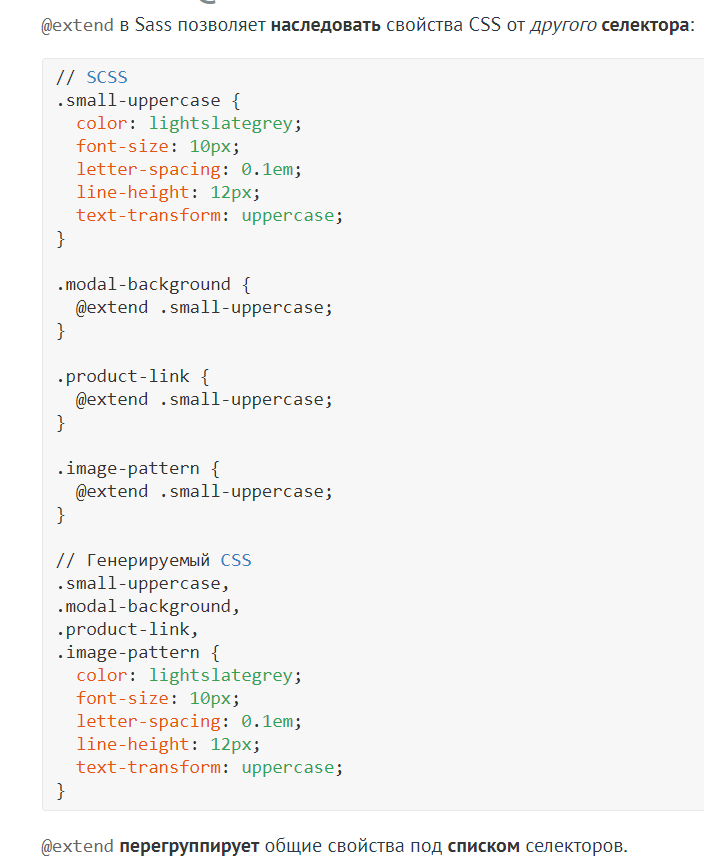 @extend в Sass позволяет наследовать свойства CSS от другого селектора:
// SCSS
.small-uppercase {
  color: lightslategrey;
  font-size: 10px;
  letter-spacing: 0.1em;
  line-height: 12px;
  text-transform: uppercase;
}

.modal-background {
  @extend .small-uppercase;
}

.product-link {
  @extend .small-uppercase;
}

.image-pattern {
  @extend .small-uppercase;
}

// Генерируемый CSS
.small-uppercase,
.modal-background,
.product-link,
.image-pattern {
  color: lightslategrey;
  font-size: 10px;
  letter-spacing: 0.1em;
  line-height: 12px;
  text-transform: uppercase;
}
@extend перегруппирует общие свойства под списком селекторов.